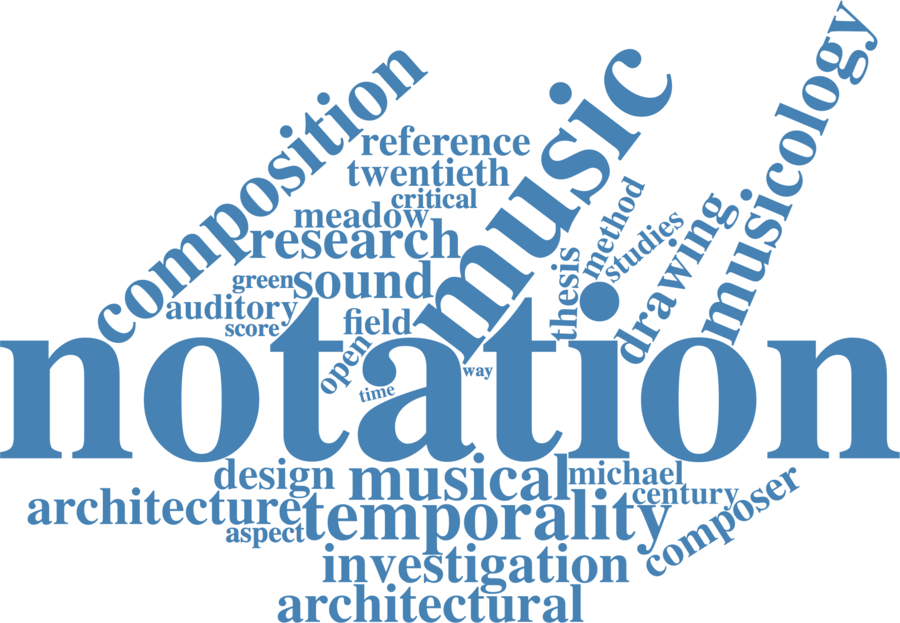 composition
music
musicology
reference
twentieth
critical
meadow
research
method
studies
drawing
thesis
green
sound
auditory
score
field
open
time
way
notation
design
musical
michael
century
composer
architecture
temporality
aspect
investigation
architectural